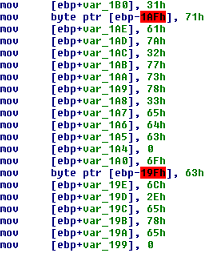 mov [ebp+var_1B0], 31h
mov byte ptr [ebp-1AFh], 71h
mov [ebp+var_1AE], 61h
mov [ebp+var_1AD], 7Ah
mov [ebp+var_1AC], 32h
mov [ebp+var_1AB], 77h
mov [ebp+var_1AA], 73h
mov [ebp+var_1A9], 78h
mov [ebp+var_1A8], 33h
mov [ebp+var_1A7], 65h
mov [ebp+var_1A6], 64h
mov [ebp+var_1A5], 63h
mov [ebp+var_1A4], 0
mov [ebp+var_1A0], 6Fh
mov byte ptr [ebp-19Fh], 63h
mov [ebp+var_19E], 6Ch
mov [ebp+var_19D], 2Eh
mov [ebp+var_19C], 65h
mov [ebp+var_19B], 78h
mov [ebp+var_19A], 65h
mov [ebp+var_199], 0